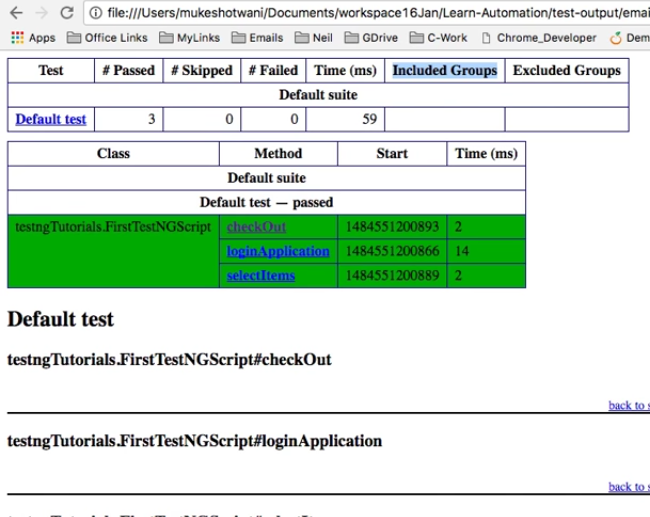 file:///Users/mukeshotwani/Documents/workspace16Jan/Learn-Automation/test-output/emai
Apps Office Links MyLinks Emails Neil GDrive C-Work Chrome_Developer Dem
Test # Passed # Skipped # Failed Time (ms) Included Groups Excluded Groups
Default suite
Default test 3 0 0 59
Class Method Start Time (ms)
Default suite
Default test — passed
testngTutorials.FirstTestNGScript checkOut 1484551200893 2
loginApplication 1484551200866 14
selectItems 1484551200889 2
Default test
testngTutorials.FirstTestNGScript#checkOut
back to s
testngTutorials.FirstTestNGScript#loginApplication
back to s